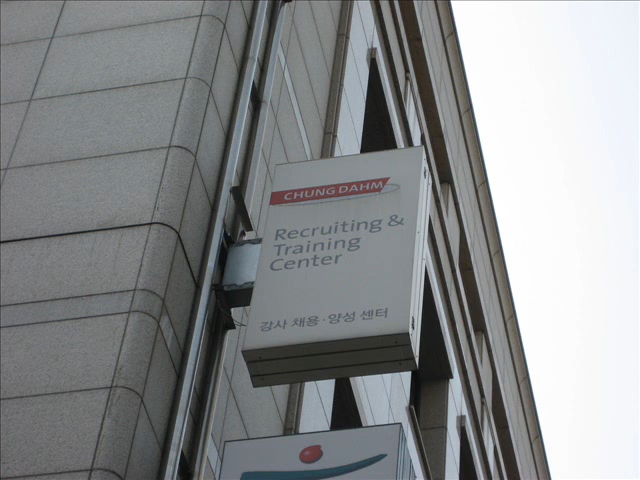 CHUNG DAHM
Recruiting &
Training
Center
강사 채용·양성 센터